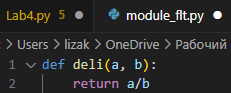 Lab4.py 5 module_flt.py
> Users > lizak > OneDrive > Рабочий
1 def deli(a, b):
2 return a/b